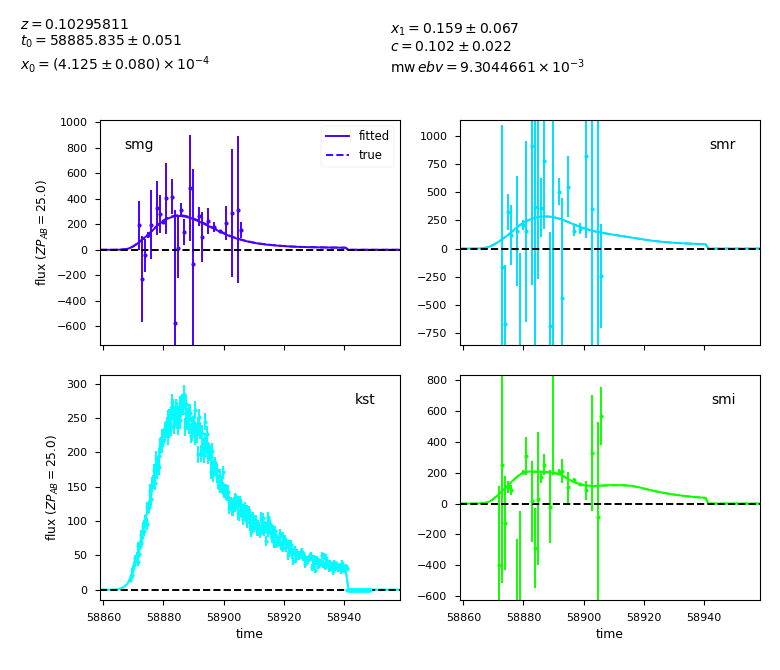 z = 0.10295811
t₀ = 58885.835 ± 0.051
x₀ = (4.125 ± 0.080) × 10⁻⁴
x₁ = 0.159 ± 0.067
c = 0.102 ± 0.022
mw ebv = 9.3044661 × 10⁻³
smg
fitted
true
flux (ZP_AB = 25.0)
1000
800
600
400
200
0
−200
−400
−600
smr
1000
750
500
250
0
−250
−500
−750
kst
flux (ZP_AB = 25.0)
300
250
200
150
100
50
0
58860 58880 58900 58920 58940
time
smi
800
600
400
200
0
−200
−400
−600
58860 58880 58900 58920 58940
time